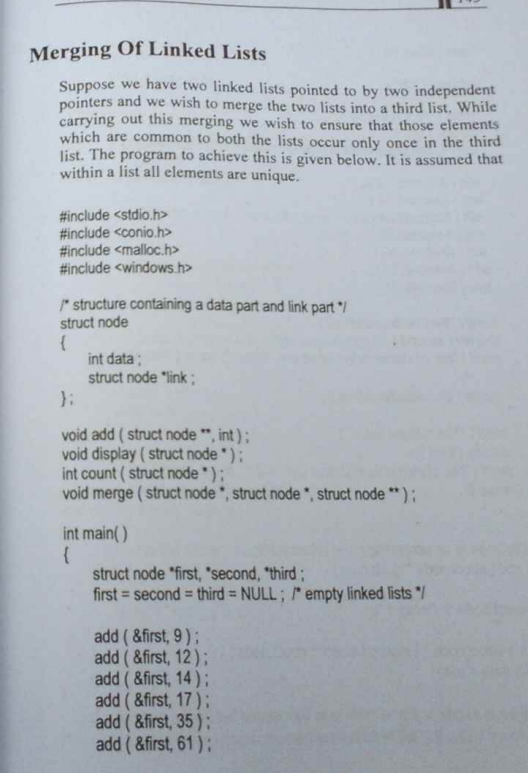 Merging Of Linked Lists
Suppose we have two linked lists pointed to by two independent
pointers and we wish to merge the two lists into a third list. While
carrying out this merging we wish to ensure that those elements
which are common to both the lists occur only once in the third
list. The program to achieve this is given below. It is assumed that
within a list all elements are unique.
#include <stdio.h>
#include <conio.h>
#include <malloc.h>
#include <windows.h>
/* structure containing a data part and link part */
struct node
{
int data ;
struct node *link ;
} ;
void add ( struct node **, int ) ;
void display ( struct node * ) ;
int count ( struct node * ) ;
void merge ( struct node *, struct node *, struct node ** ) ;
int main( )
{
struct node *first, *second, *third ;
first = second = third = NULL ; /* empty linked lists */
add ( &first, 9 ) ;
add ( &first, 12 ) ;
add ( &first, 14 ) ;
add ( &first, 17 ) ;
add ( &first, 35 ) ;
add ( &first, 61 ) ;